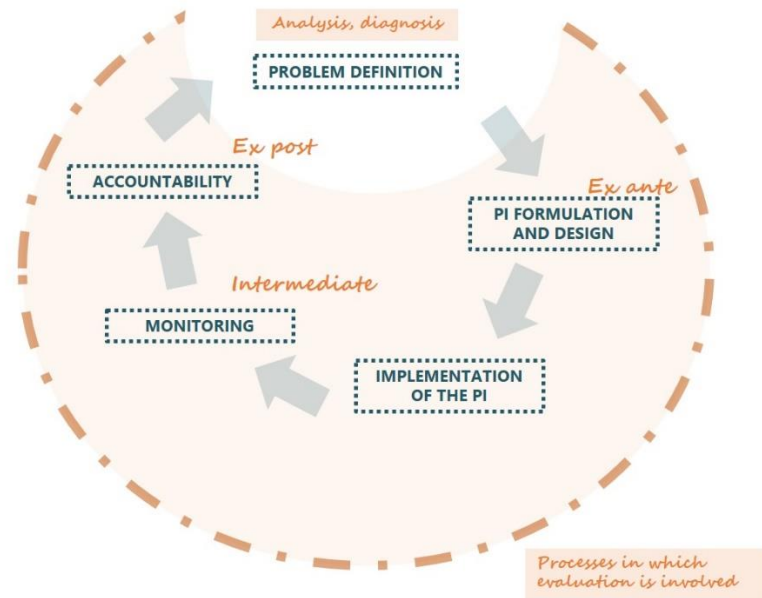 Analysis, diagnosis
PROBLEM DEFINITION
Ex post
ACCOUNTABILITY
Ex ante
PI FORMULATION
AND DESIGN
Intermediate
MONITORING
IMPLEMENTATION
OF THE PI
Processes in which
evaluation is involved